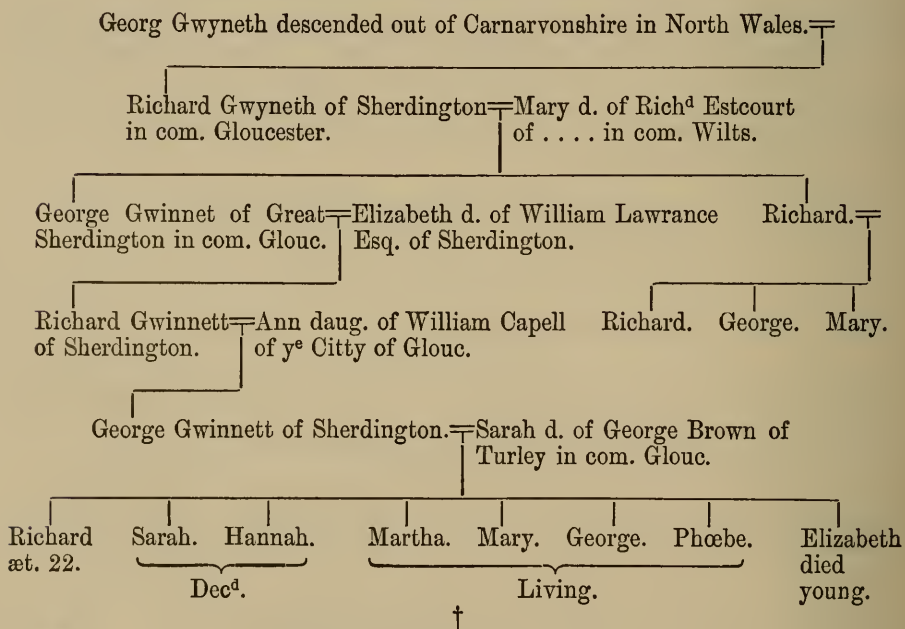 Georg Gwyneth descended out of Carnarvonshire in North Wales.
Richard Gwyneth of Sherdington Mary d. of Richᵈ Estcourt
in com. Gloucester. of . . . . in com. Wilts.
George Gwinnet of Great Elizabeth d. of William Lawrance Richard.
Sherdington in com. Glouc. Esq. of Sherdington.
Richard Gwinnett Ann daug. of William Capell Richard. George. Mary.
of Sherdington. of yᵉ Citty of Glouc.
George Gwinnett of Sherdington. Sarah d. of George Brown of
Turley in com. Glouc.
Richard Sarah. Hannah. Martha. Mary. George. Phœbe. Elizabeth
æt. 22. died
Decᵈ. Living. young.
†